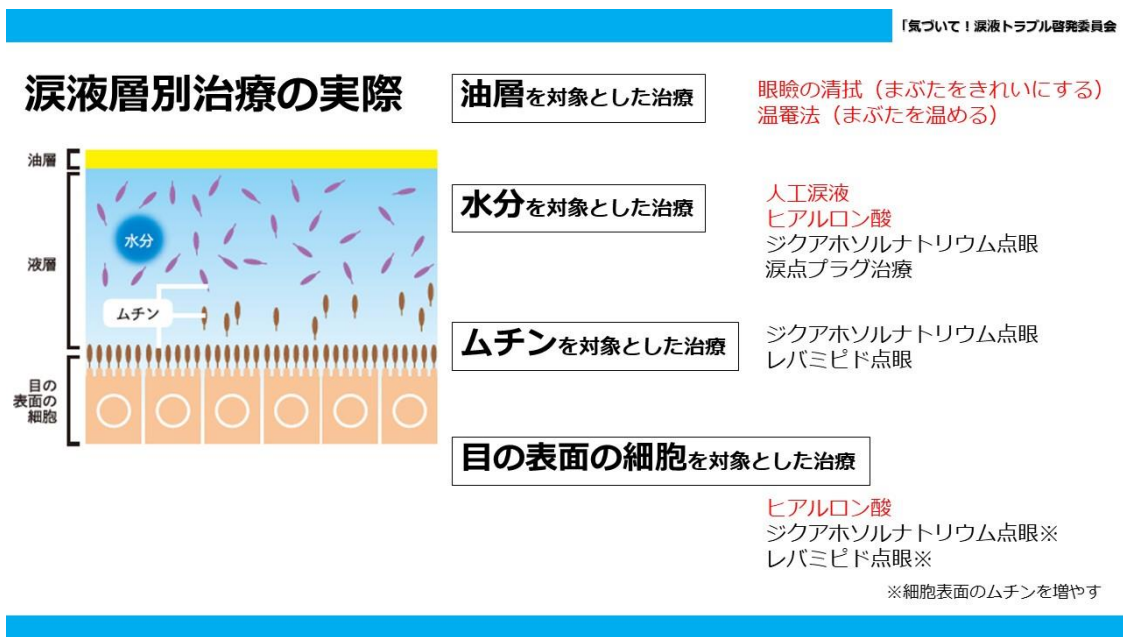 「気づいて！涙液トラブル啓発委員会
涙液層別治療の実際
油層
水分
液層
ムチン
目の
表面の
細胞
油層を対象とした治療
眼瞼の清拭（まぶたをきれいにする）
温罨法（まぶたを温める）
水分を対象とした治療
人工涙液
ヒアルロン酸
ジクアホソルナトリウム点眼
涙点プラグ治療
ムチンを対象とした治療
ジクアホソルナトリウム点眼
レバミピド点眼
目の表面の細胞を対象とした治療
ヒアルロン酸
ジクアホソルナトリウム点眼※
レバミピド点眼※
※細胞表面のムチンを増やす